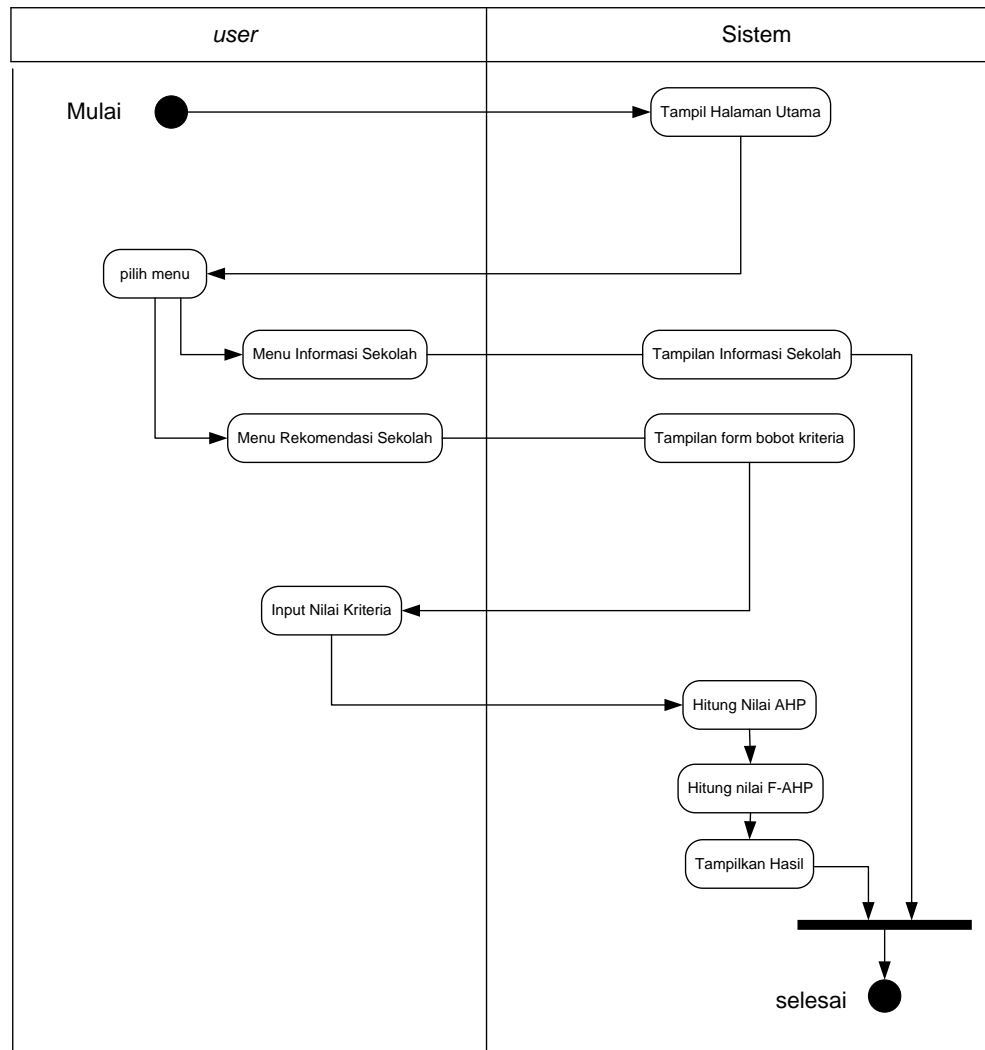 user
Sistem
Mulai
Tampil Halaman Utama
pilih menu
Menu Informasi Sekolah
Tampilan Informasi Sekolah
Menu Rekomendasi Sekolah
Tampilan form bobot kriteria
Input Nilai Kriteria
Hitung Nilai AHP
Hitung nilai F-AHP
Tampilkan Hasil
selesai